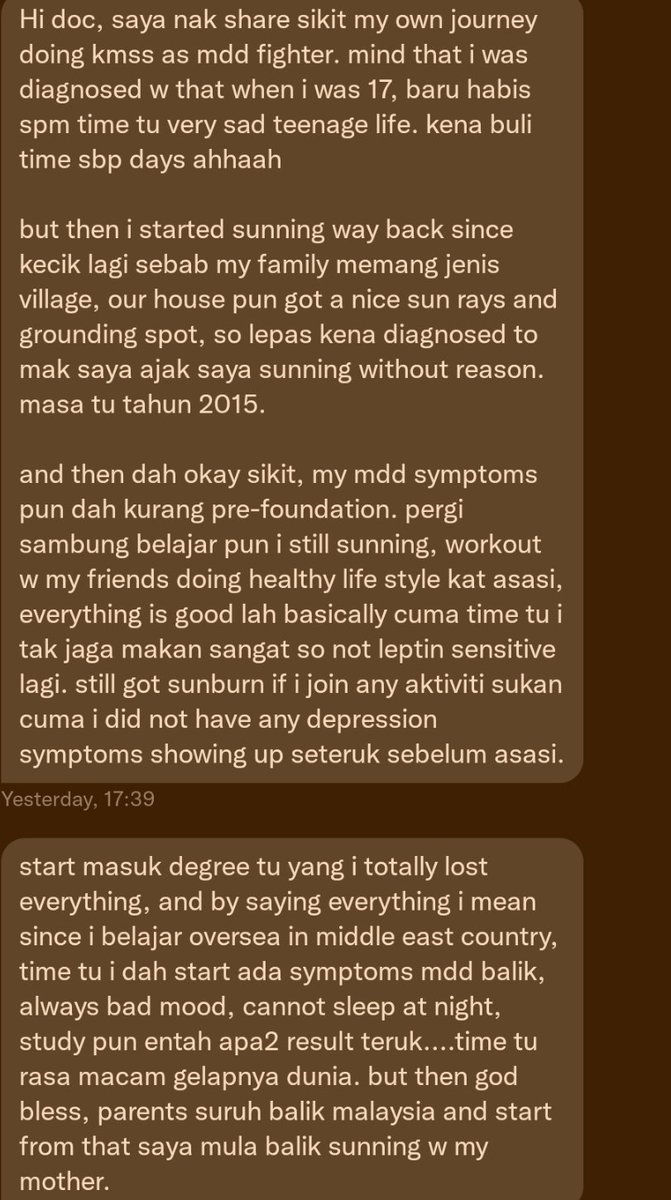 Hi doc, saya nak share sikit my own journey
doing kmss as mdd fighter. mind that i was
diagnosed w that when i was 17, baru habis
spm time tu very sad teenage life. kena buli
time sbp days ahhaah
but then i started sunning way back since
kecik lagi sebab my family memang jenis
village, our house pun got a nice sun rays and
grounding spot, so lepas kena diagnosed to
mak saya ajak saya sunning without reason.
masa tu tahun 2015.
and then dah okay sikit, my mdd symptoms
pun dah kurang pre-foundation. pergi
sambung belajar pun i still sunning, workout
w my friends doing healthy life style kat asasi,
everything is good lah basically cuma time tu i
tak jaga makan sangat so not leptin sensitive
lagi. still got sunburn if i join any aktiviti sukan
cuma i did not have any depression
symptoms showing up seteruk sebelum asasi.
Yesterday, 17:39
start masuk degree tu yang i totally lost
everything, and by saying everything i mean
since i belajar oversea in middle east country,
time tu i dah start ada symptoms mdd balik,
always bad mood, cannot sleep at night,
study pun entah apa2 result teruk....time tu
rasa macam gelapnya dunia. but then god
bless, parents suruh balik malaysia and start
from that saya mula balik sunning w my
mother.